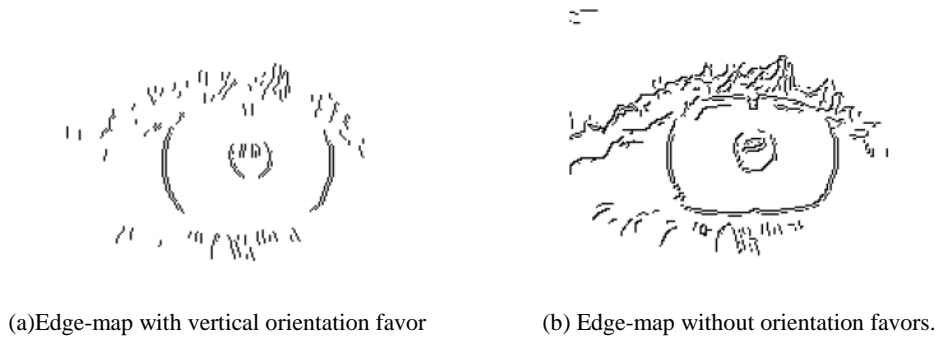 (a)Edge-map with vertical orientation favor
(b) Edge-map without orientation favors.